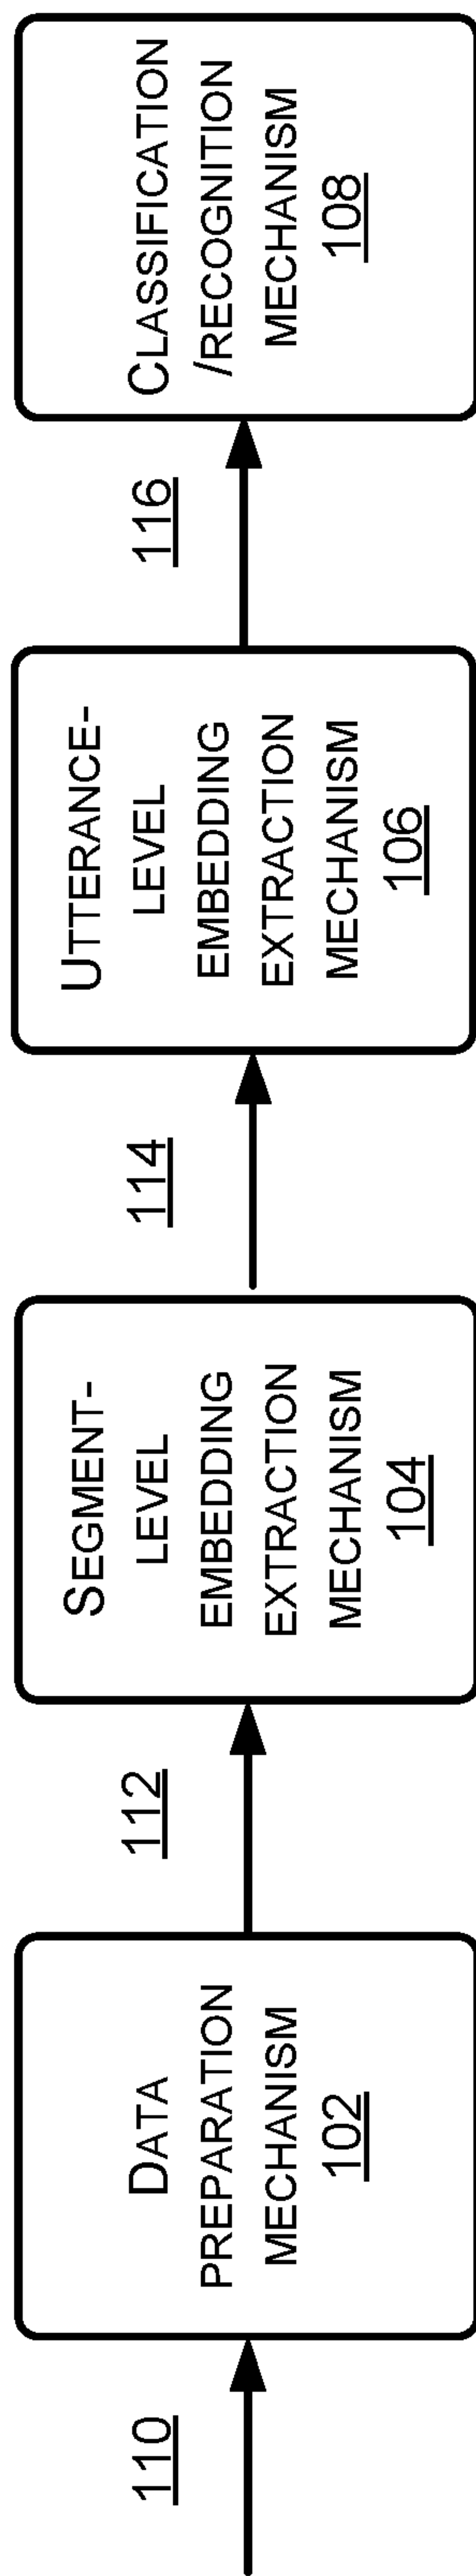 110
DATA
PREPARATION
MECHANISM
102
112
SEGMENT-
LEVEL
EMBEDDING
EXTRACTION
MECHANISM
104
114
UTTERANCE-
LEVEL
EMBEDDING
EXTRACTION
MECHANISM
106
116
CLASSIFICATION
/RECOGNITION
MECHANISM
108